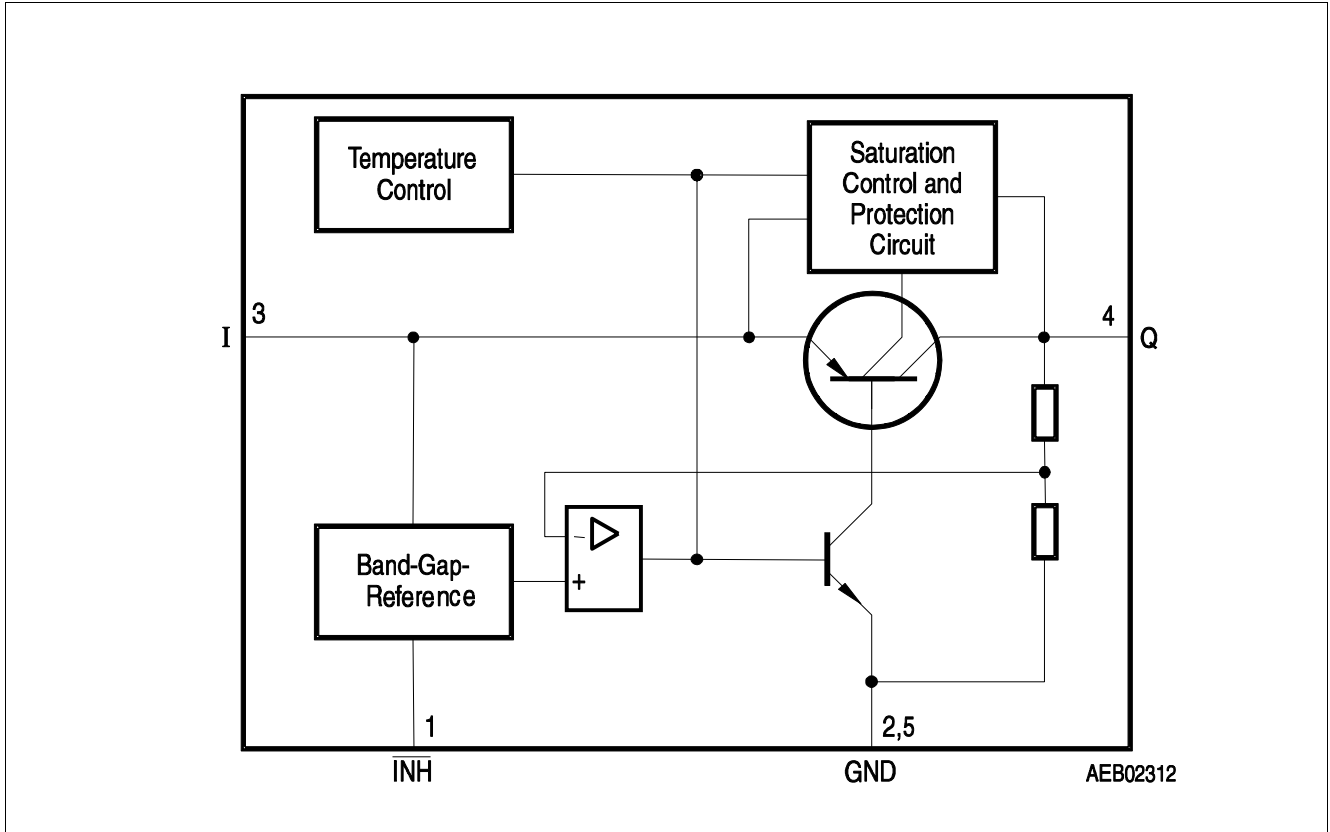 Temperature
Control
Saturation
Control and
Protection
Circuit
3
I
4
Q
Band-Gap-
Reference
-
+
1
2,5
INH
GND
AEB02312